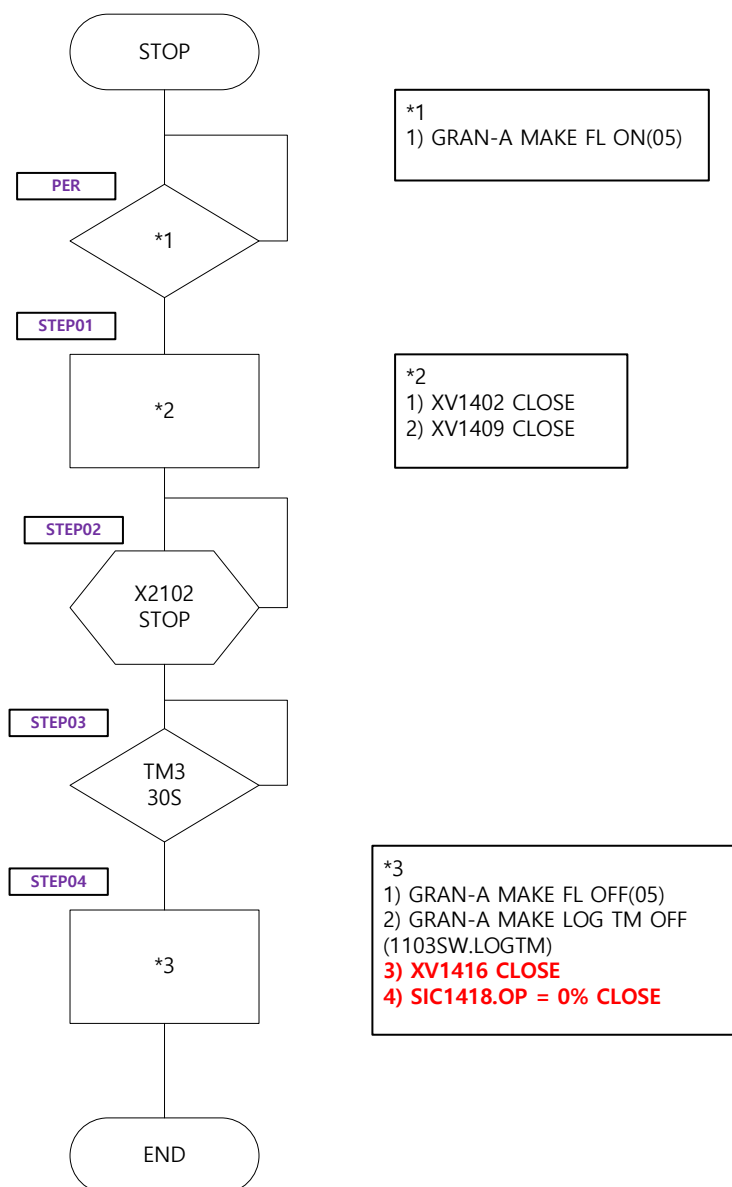 STOP
*1
1) GRAN-A MAKE FL ON(05)
PER
*1
STEP01
*2
*2
1) XV1402 CLOSE
2) XV1409 CLOSE
STEP02
X2102
STOP
STEP03
TM3
30S
STEP04
*3
*3
1) GRAN-A MAKE FL OFF(05)
2) GRAN-A MAKE LOG TM OFF
(1103SW.LOGTM)
3) XV1416 CLOSE
4) SIC1418.OP = 0% CLOSE
END